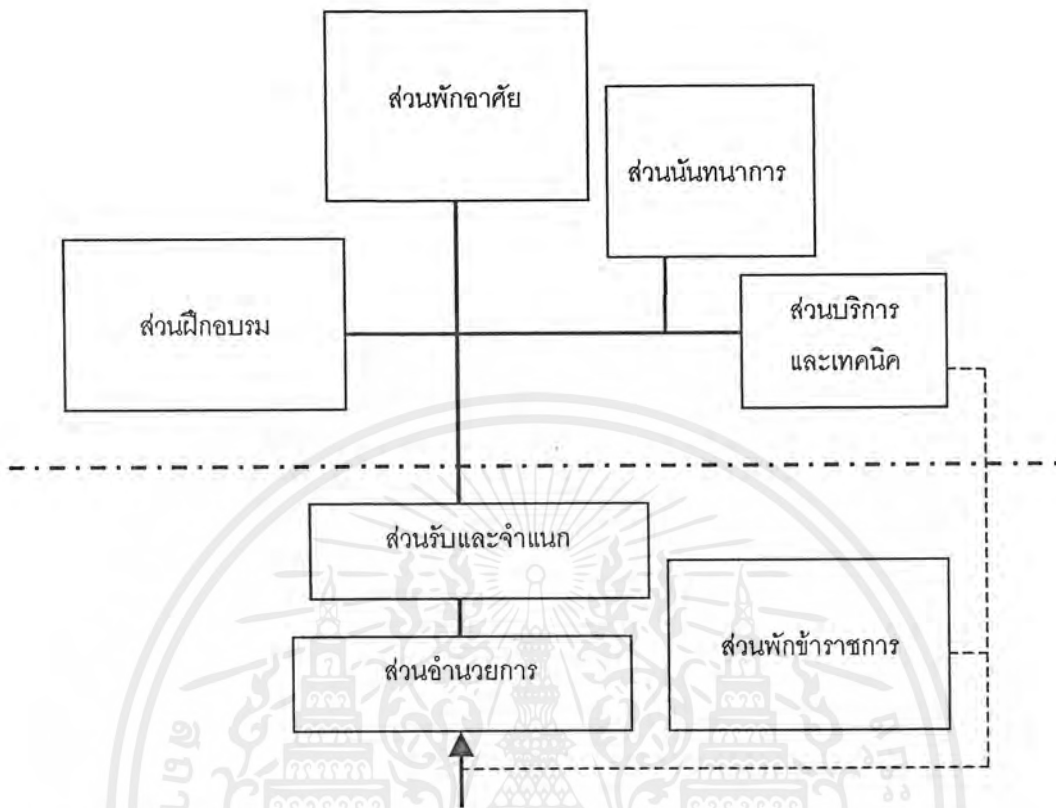 ส่วนพักอาศัย
ส่วนนันทนาการ
ส่วนฝึกอบรม
ส่วนบริการ
และเทคนิค
ส่วนรับและจำแนก
ส่วนพักข้าราชการ
ส่วนอำนวยการ